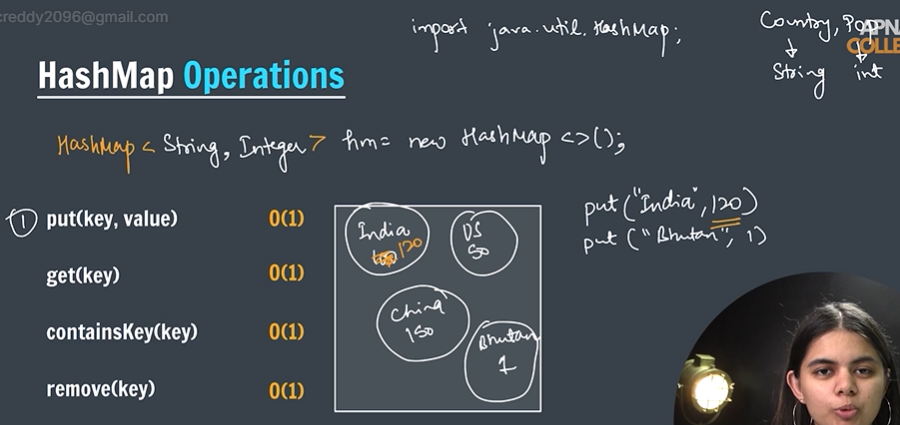 creddy2096@gmail.com
import java.util.HashMap;
Country, Pop
APN
COLLE
String int
HashMap Operations
HashMap < String, Integer > hm = new HashMap <>();
① put(key, value) O(1)
get(key) O(1)
containsKey(key) O(1)
remove(key) O(1)
India
120
US
50
China
150
Bhutan
1
put("India", 120)
put ("Bhutan", 1)